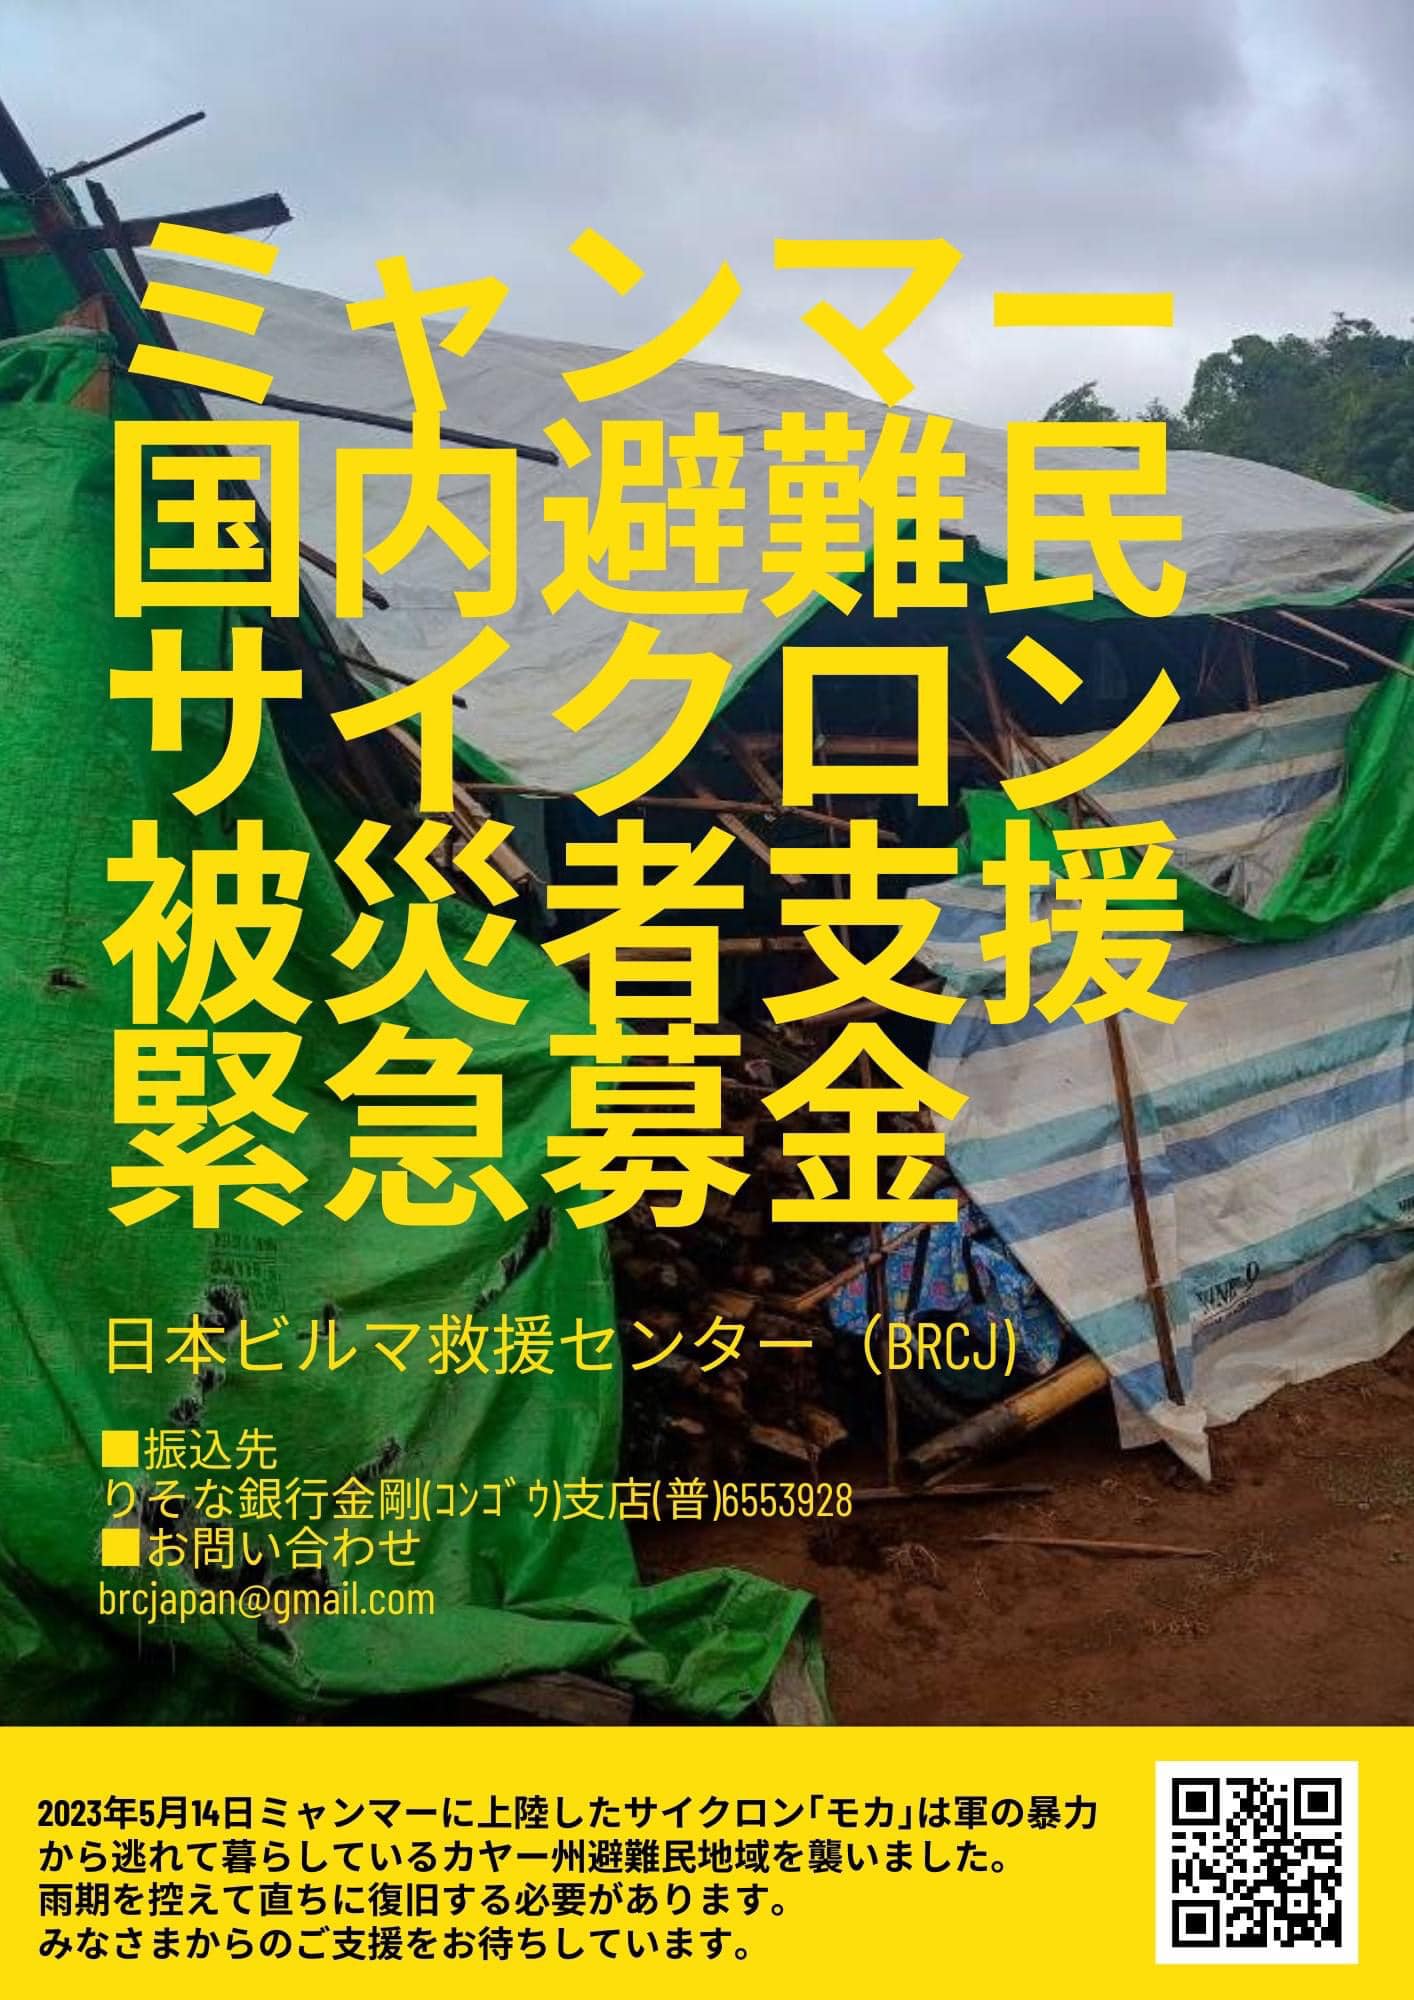 ミャンマー
国内避難民
サイクロン
被災者支援
緊急募金
日本ビルマ救援センター（BRCJ)
■振込先
りそな銀行金剛(ｺﾝｺﾞｳ)支店(普)6553928
■お問い合わせ
brcjapan@gmail.com
2023年5月14日ミャンマーに上陸したサイクロン｢モカ｣は軍の暴力
から逃れて暮らしているカヤー州避難民地域を襲いました。
雨期を控えて直ちに復旧する必要があります。
みなさまからのご支援をお待ちしています。